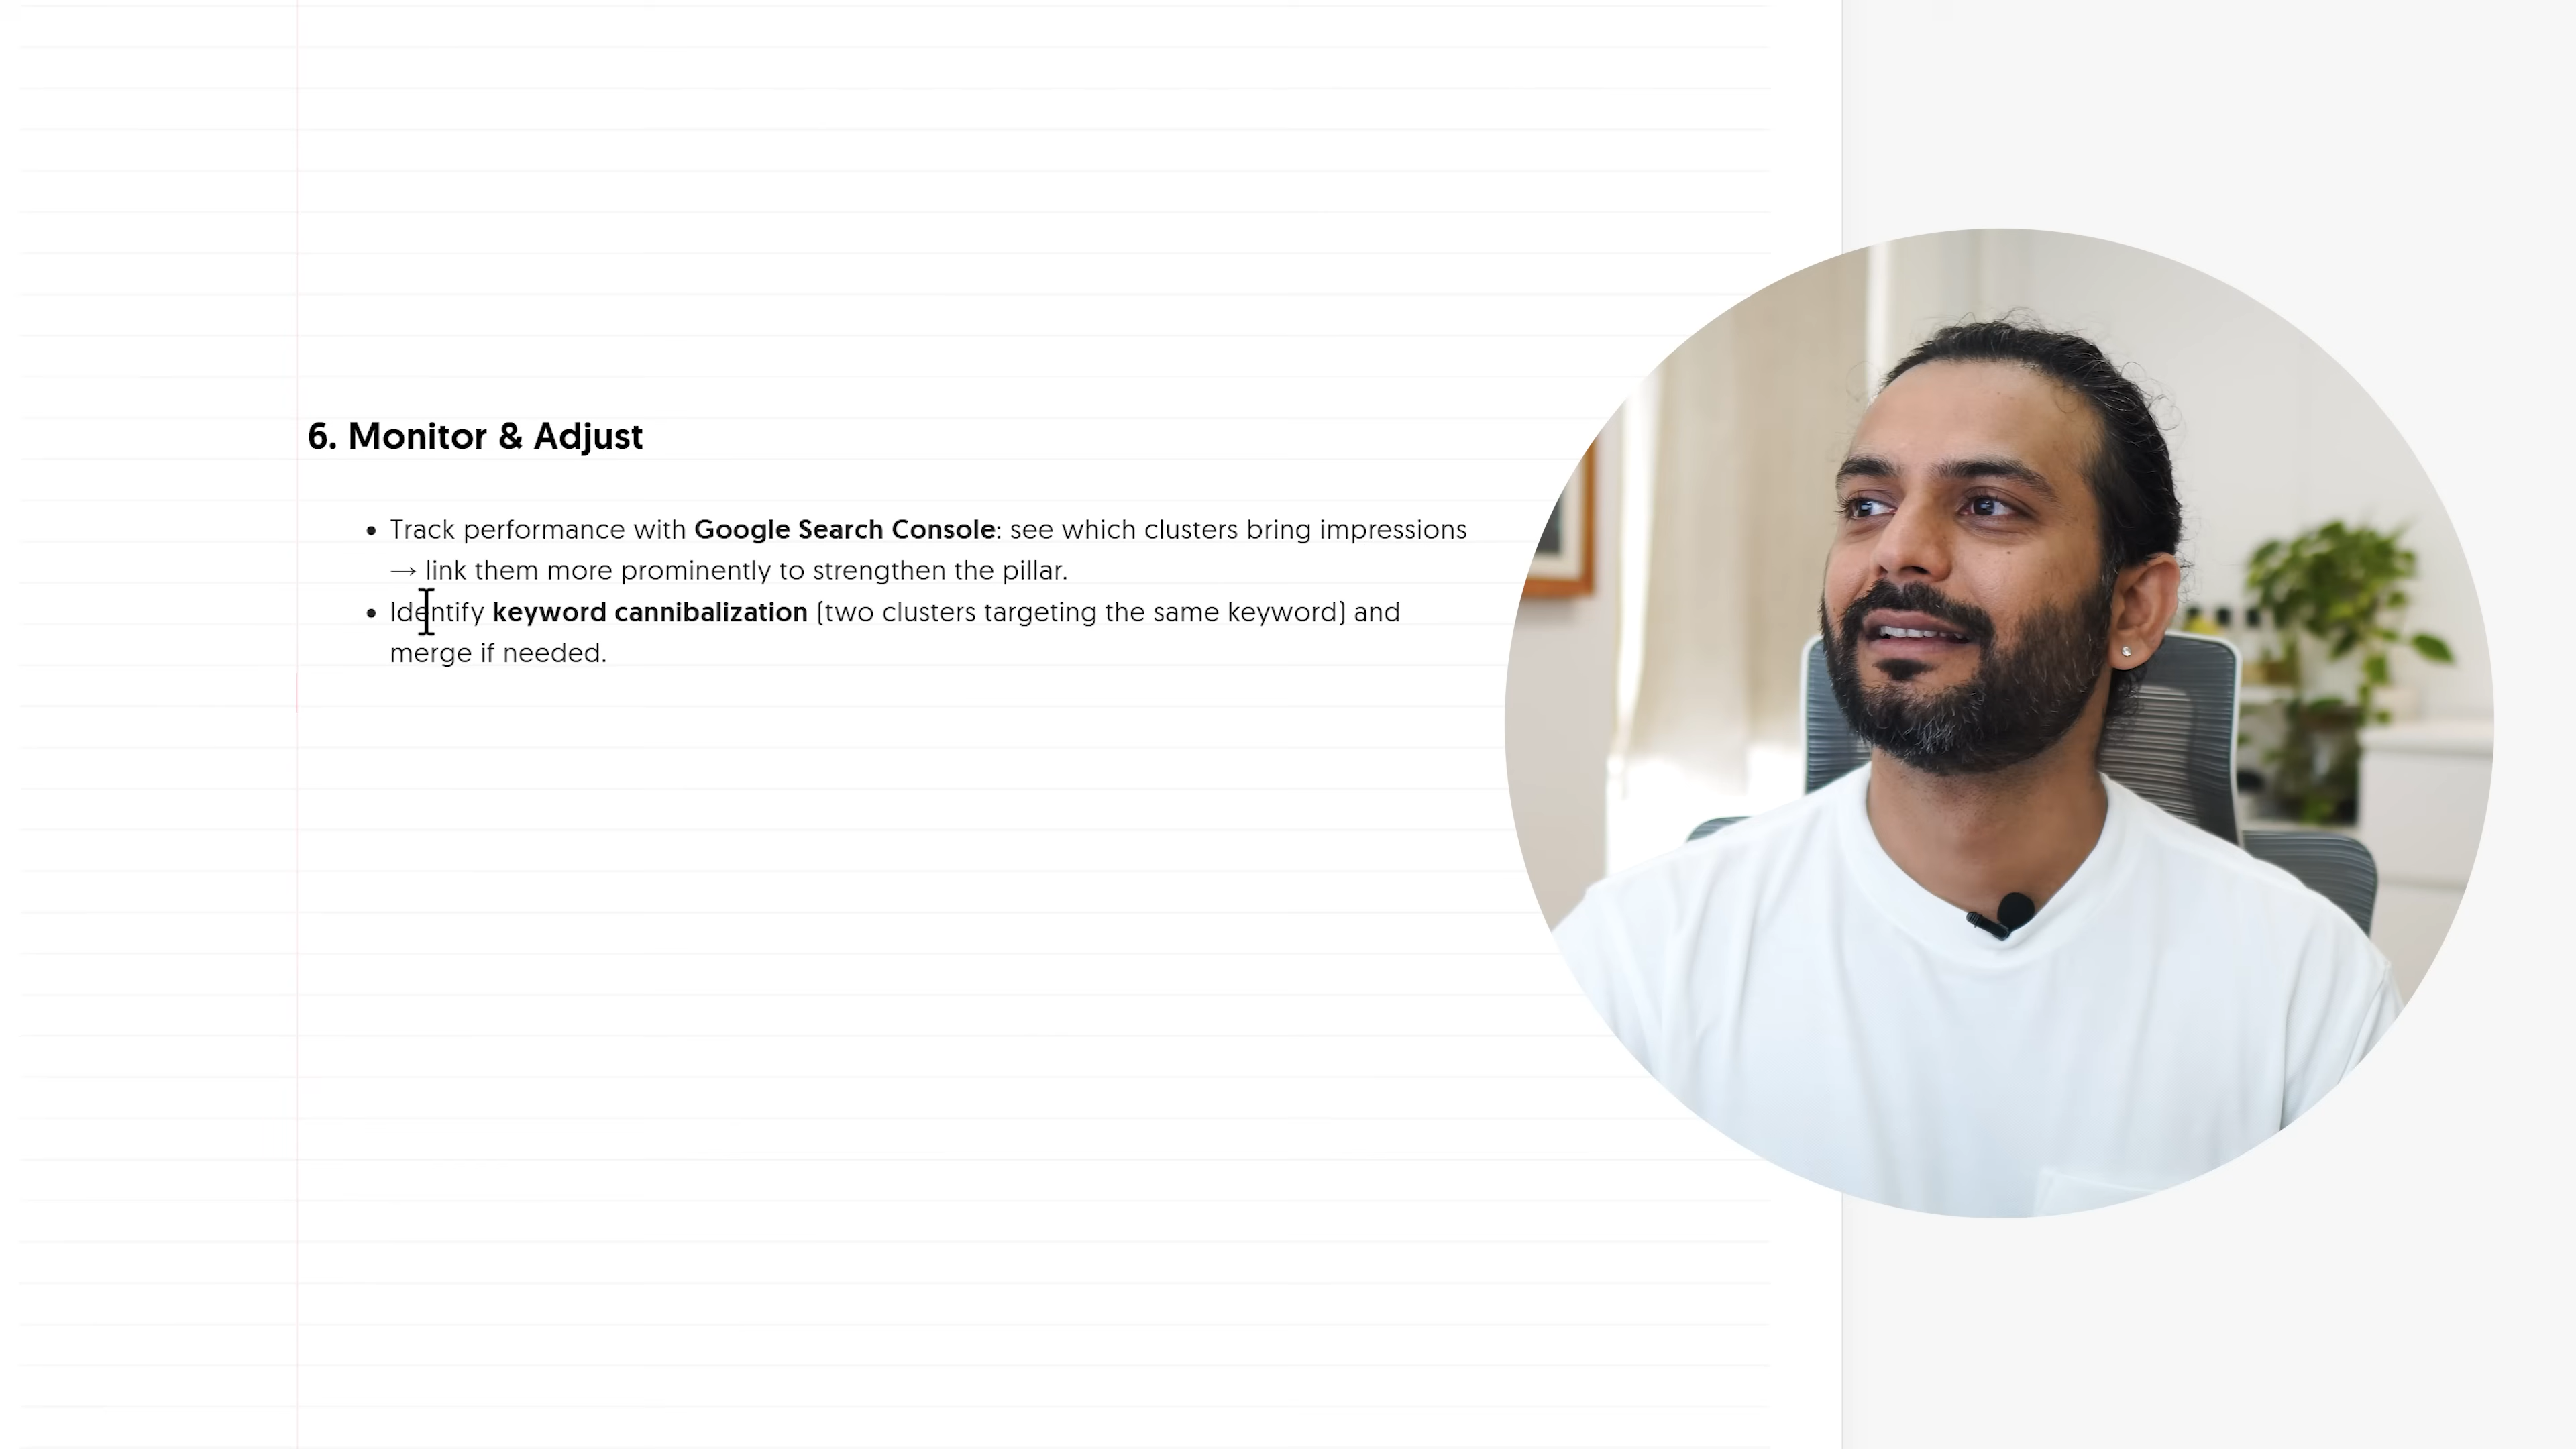 6. Monitor & Adjust
• Track performance with Google Search Console: see which clusters bring impressions
→ link them more prominently to strengthen the pillar.
• Identify keyword cannibalization (two clusters targeting the same keyword) and
merge if needed.